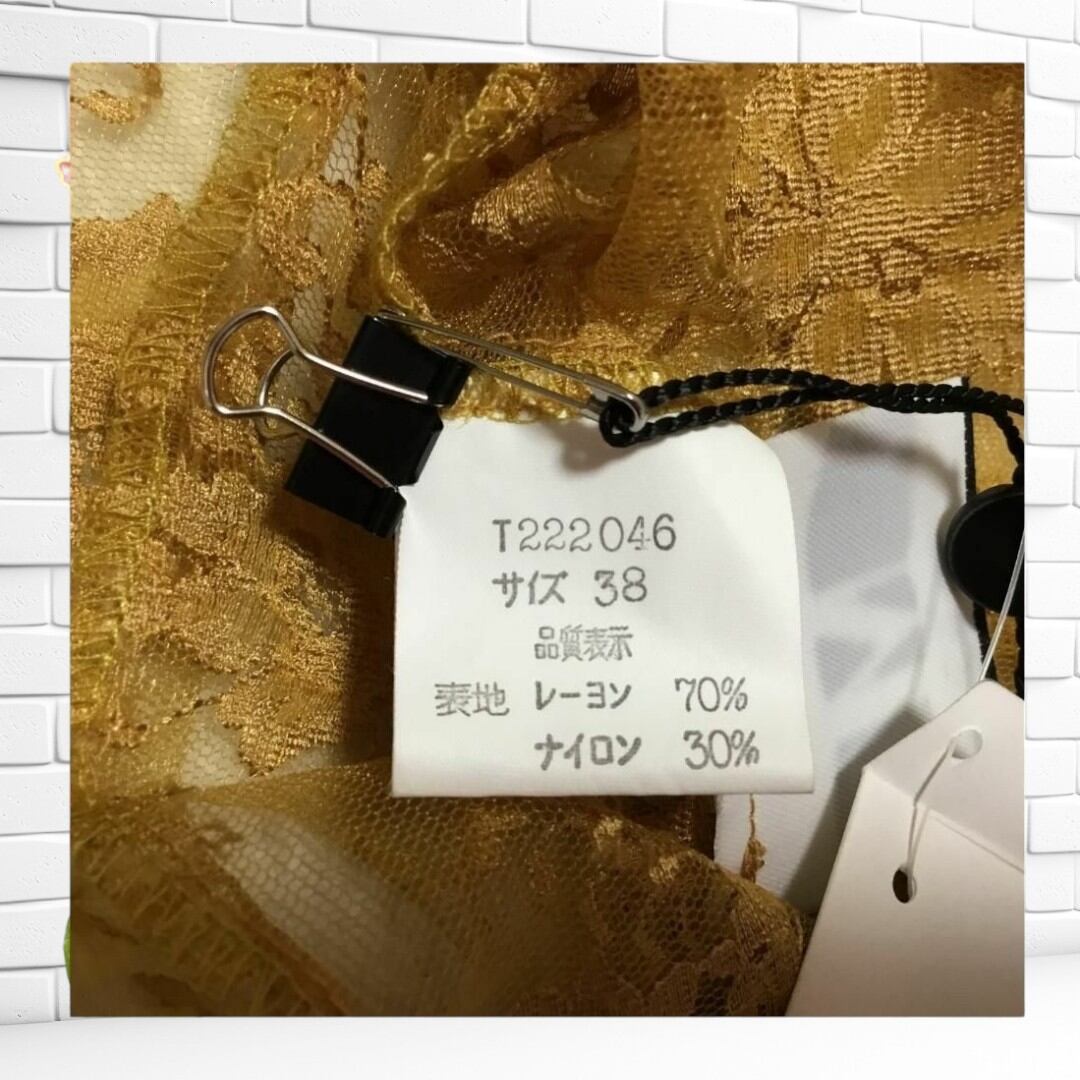 T222046
サイズ 38
品質表示
表地 レーヨン 70%
ナイロン 30%